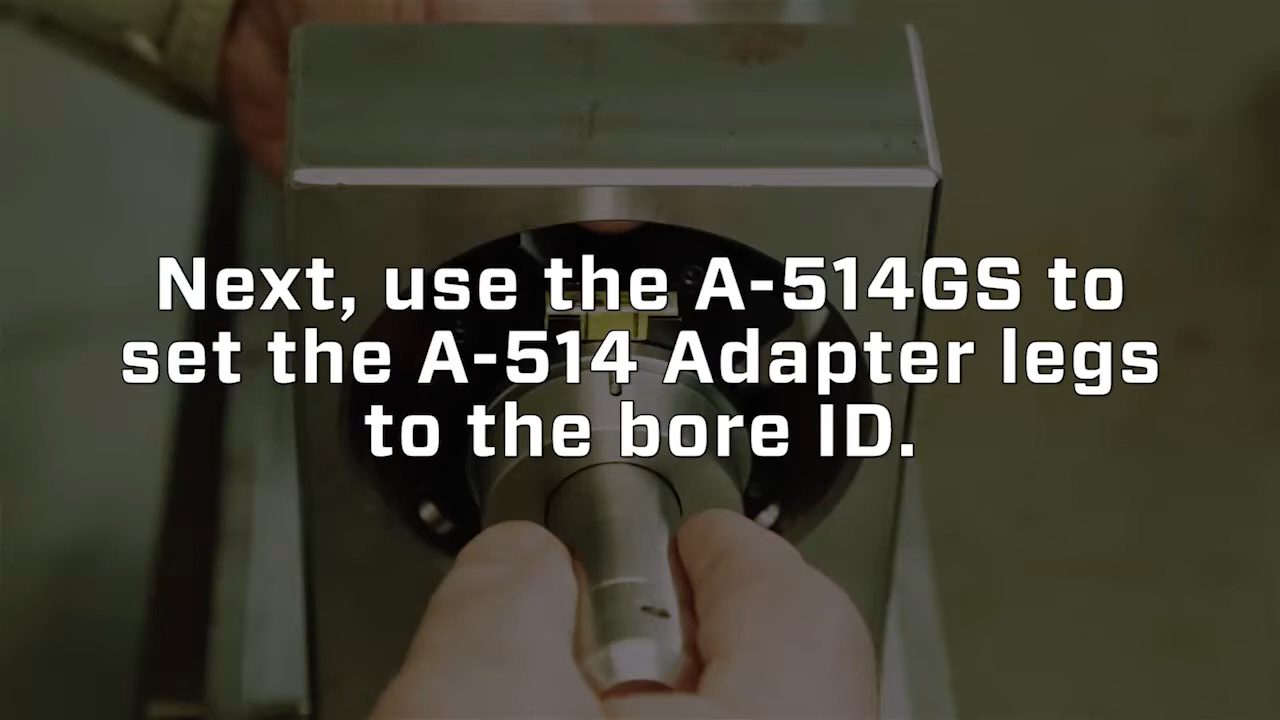 Next, use the A-514GS to
set the A-514 Adapter legs
to the bore ID.